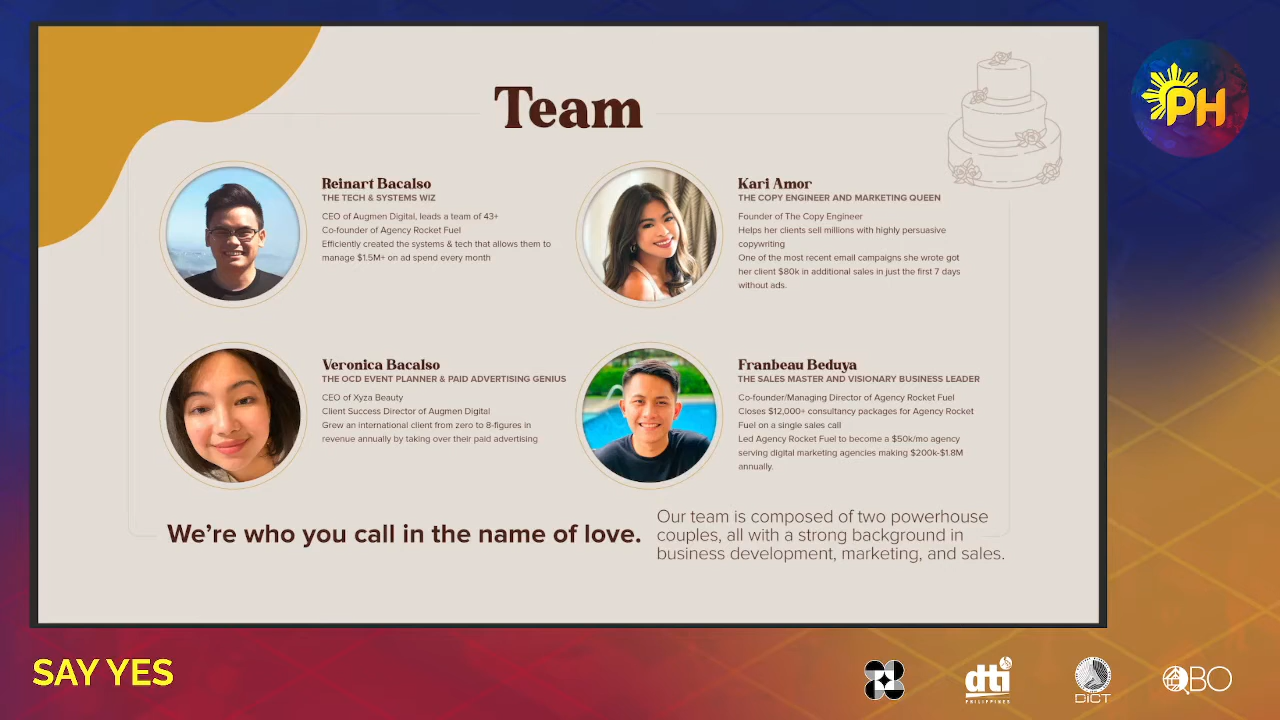 Team
Reinart Bacalso
THE TECH & SYSTEMS WIZ
CEO of Augmen Digital, leads a team of 43+
Co-founder of Agency Rocket Fuel
Efficiently created the systems & tech that allows them to
manage $1.5M+ on ad spend every month
Kari Amor
THE COPY ENGINEER AND MARKETING QUEEN
Founder of The Copy Engineer
Helps her clients sell millions with highly persuasive
copywriting
One of the most recent email campaigns she wrote got
her client $80k in additional sales in just the first 7 days
without ads.
Veronica Bacalso
THE OCD EVENT PLANNER & PAID ADVERTISING GENIUS
CEO of Xyza Beauty
Client Success Director of Augmen Digital
Grew an international client from zero to 8-figures in
revenue annually by taking over their paid advertising
Franbeau Beduya
THE SALES MASTER AND VISIONARY BUSINESS LEADER
Co-founder/Managing Director of Agency Rocket Fuel
Closes $12,000+ consultancy packages for Agency Rocket
Fuel on a single sales call
Led Agency Rocket Fuel to become a $50k/mo agency
serving digital marketing agencies making $200k-$1.8M
annually.
We're who you call in the name of love.
Our team is composed of two powerhouse
couples, all with a strong background in
business development, marketing, and sales.
PH
SAY YES
dti
PHILIPPINES
DICT
QBO